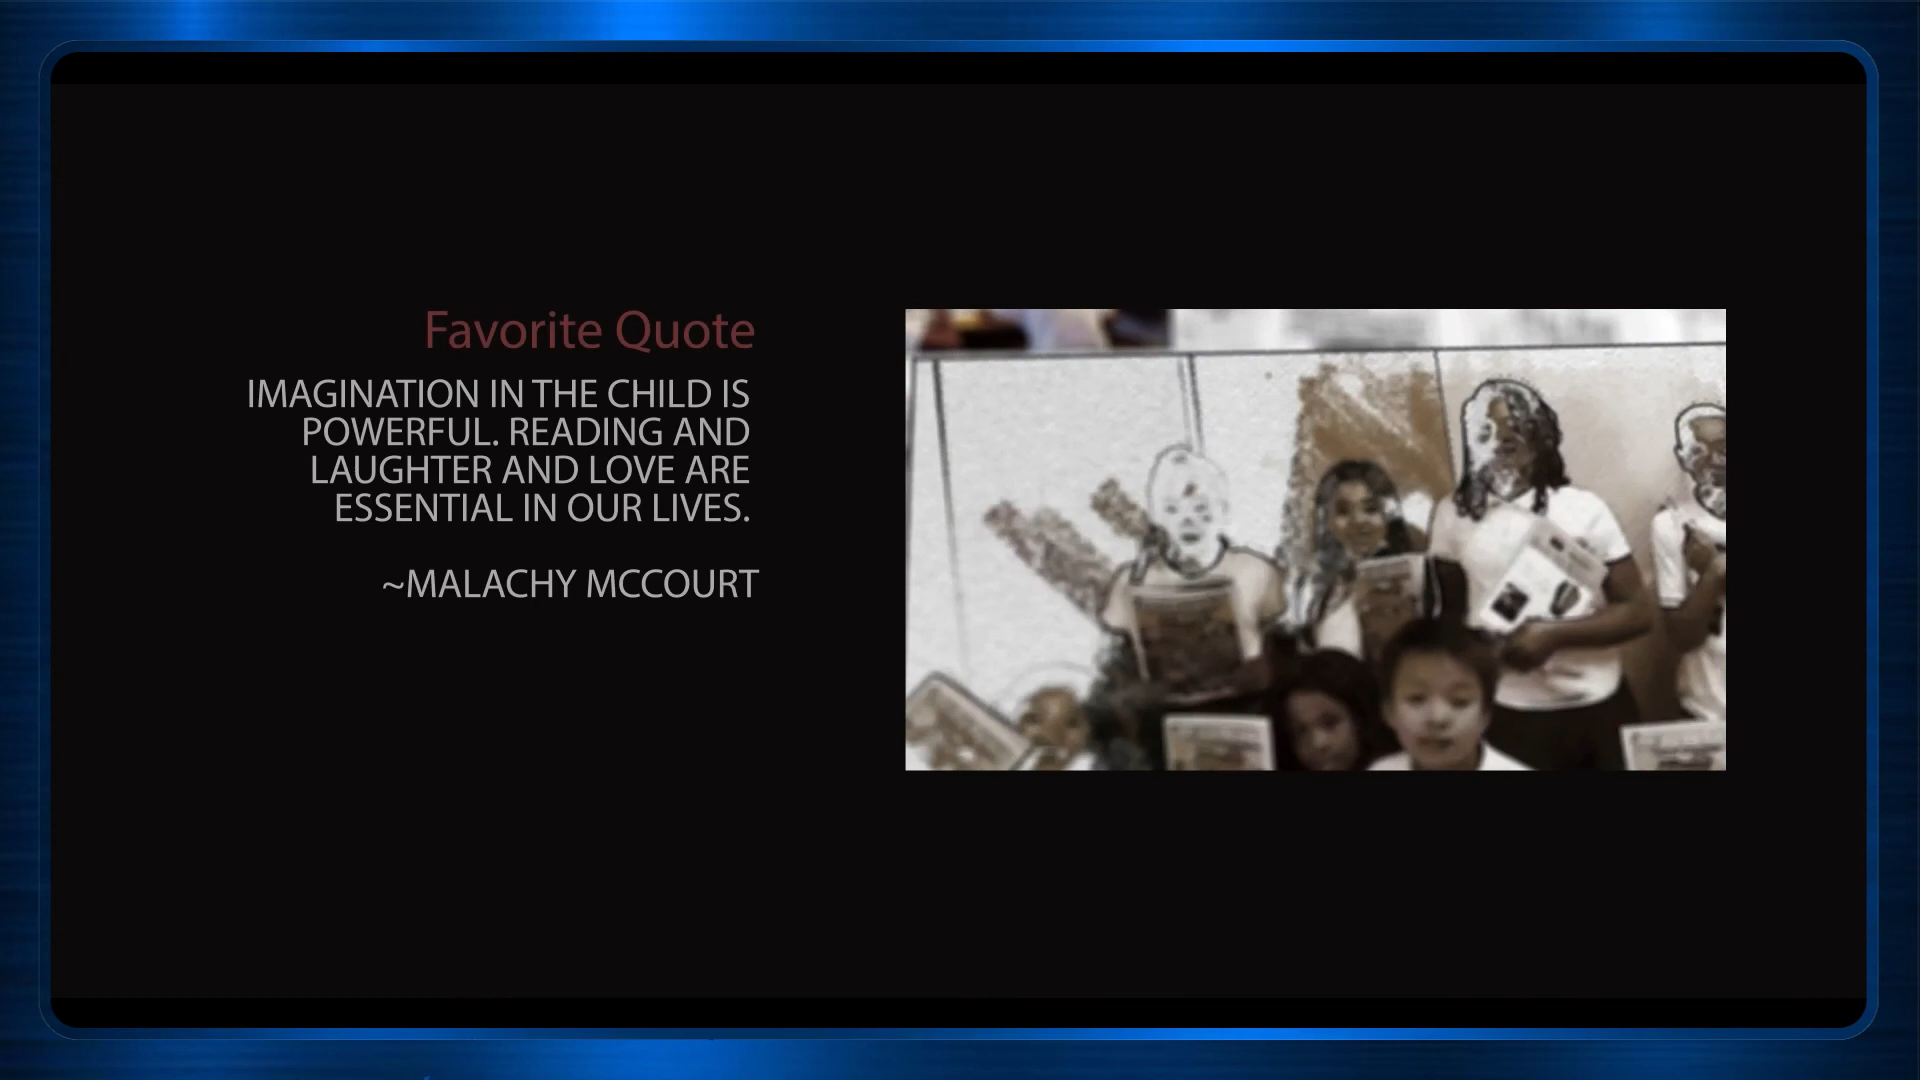 Favorite Quote
IMAGINATION IN THE CHILD IS
POWERFUL. READING AND
LAUGHTER AND LOVE ARE
ESSENTIAL IN OUR LIVES.
~MALACHY MCCOURT